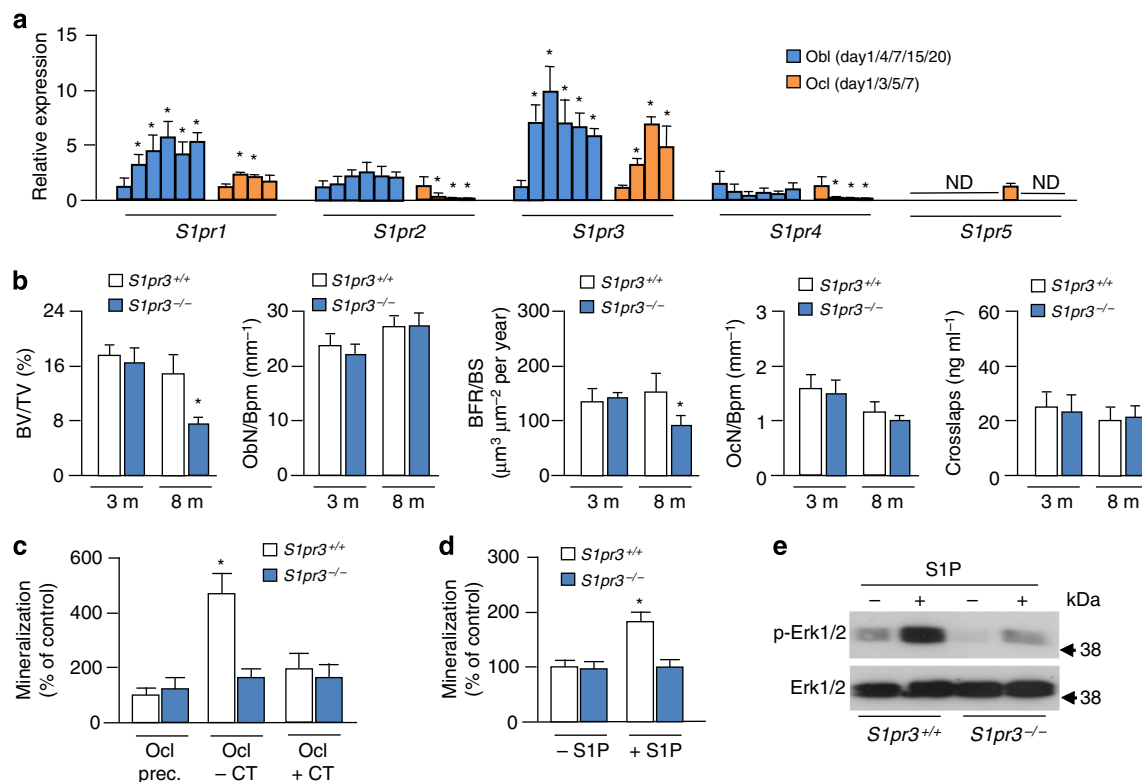 a
15
10
5
0
Relative expression
Obl (day1/4/7/15/20)
Ocl (day1/3/5/7)
* * * * * * *
* * * * * * * *
* * * * * * * *
ND ND
S1pr1 S1pr2 S1pr3 S1pr4 S1pr5
b
S1pr3+/+
S1pr3−/−
24
16
8
0
BV/TV (%)
*
3 m 8 m
S1pr3+/+
S1pr3−/−
30
20
10
0
ObN/Bpm (mm−1)
3 m 8 m
S1pr3+/+
S1pr3−/−
300
200
100
0
BFR/BS
(μm3 μm−2 per year)
*
3 m 8 m
S1pr3+/+
S1pr3−/−
3
2
1
0
OcN/Bpm (mm−1)
3 m 8 m
S1pr3+/+
S1pr3−/−
60
40
20
0
Crosslaps (ng ml−1)
3 m 8 m
c
S1pr3+/+
S1pr3−/−
600
400
200
0
Mineralization
(% of control)
*
Ocl Ocl Ocl
prec. − CT + CT
d
S1pr3+/+
S1pr3−/−
300
200
100
0
Mineralization
(% of control)
*
− S1P + S1P
e
S1P
− + − + kDa
p-Erk1/2
38
Erk1/2
38
S1pr3+/+ S1pr3−/−